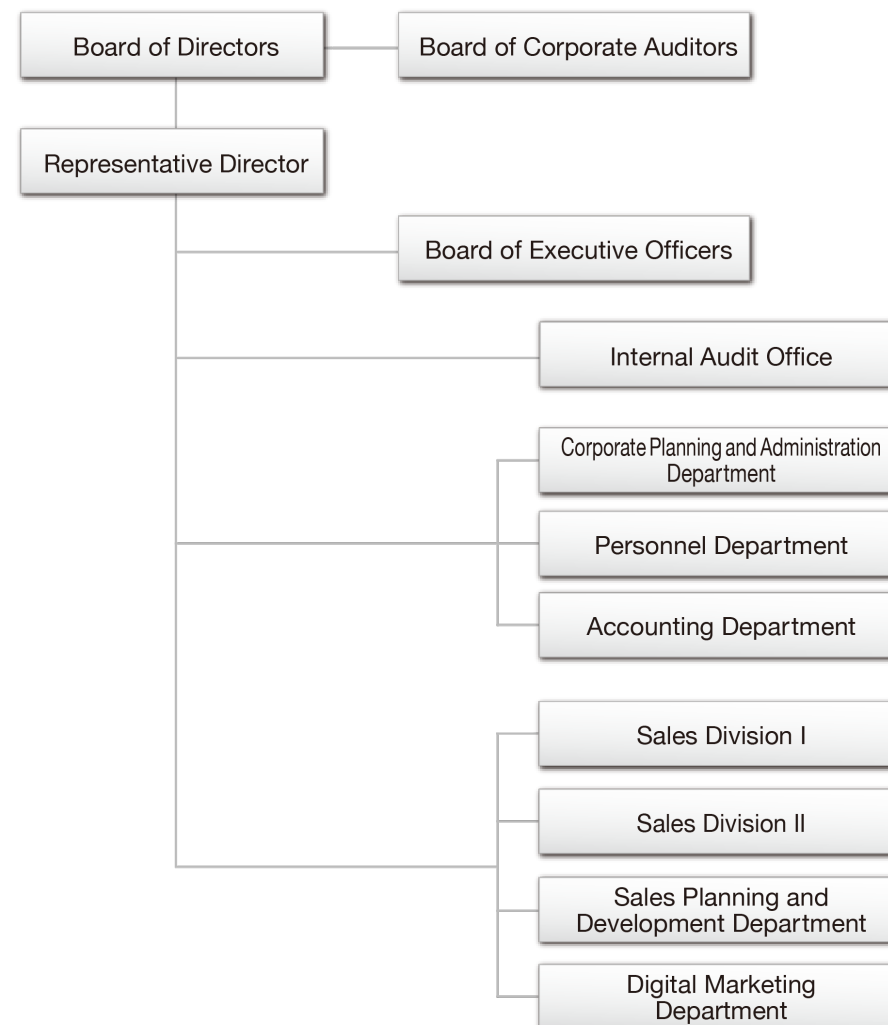 Board of Directors
Board of Corporate Auditors
Representative Director
Board of Executive Officers
Internal Audit Office
Corporate Planning and Administration
Department
Personnel Department
Accounting Department
Sales Division I
Sales Division II
Sales Planning and
Development Department
Digital Marketing
Department